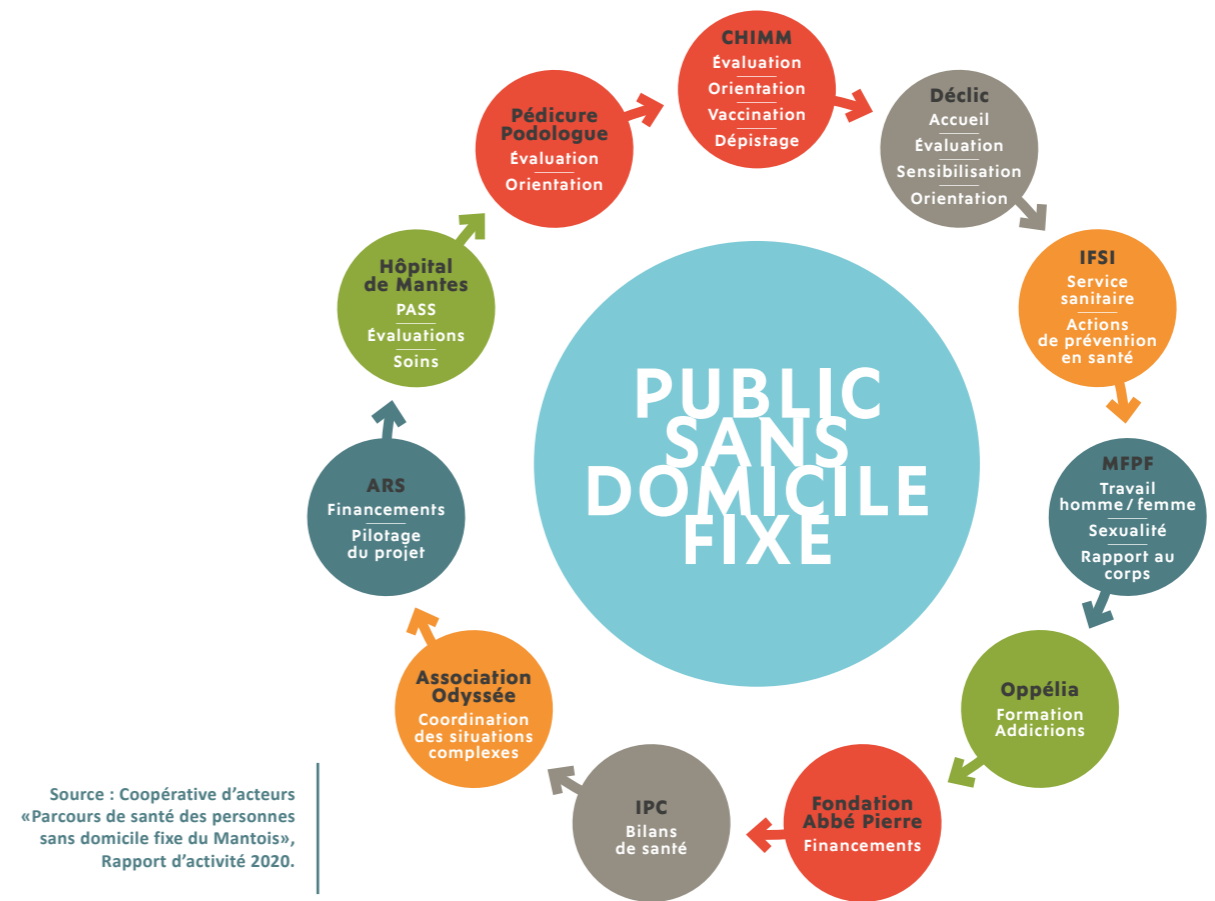 CHIMM
Évaluation
Orientation
Vaccination
Dépistage
Déclic
Accueil
Évaluation
Sensibilisation
Orientation
IFSI
Service
sanitaire
Actions
de prévention
en santé
MFPF
Travail
homme / femme
Sexualité
Rapport au
corps
Oppélia
Formation
Addictions
Fondation
Abbé Pierre
Financements
IPC
Bilans
de santé
Association
Odyssée
Coordination
des situations
complexes
ARS
Financements
Pilotage
du projet
Hôpital
de Mantes
PASS
Évaluations
Soins
Pédicure
Podologue
Évaluation
Orientation
PUBLIC
SANS
DOMICILE
FIXE
Source : Coopérative d’acteurs
«Parcours de santé des personnes
sans domicile fixe du Mantois»,
Rapport d’activité 2020.